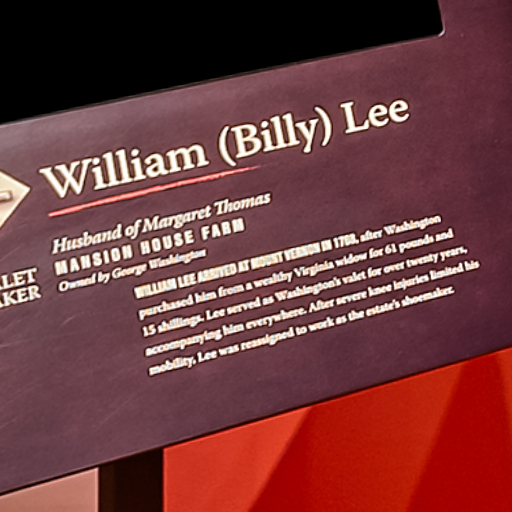 William (Billy) Lee
Husband of Margaret Thomas
MANSION HOUSE FARM
Owned by George Washington
LET
AKER
WILLIAM LEE ARRIVED AT MOUNT VERNON IN 1768, after Washington
purchased him from a wealthy Virginia widow for 61 pounds and
15 shillings. Lee served as Washington's valet for over twenty years,
accompanying him everywhere. After severe knee injuries limited his
mobility, Lee was reassigned to work as the estate's shoemaker.